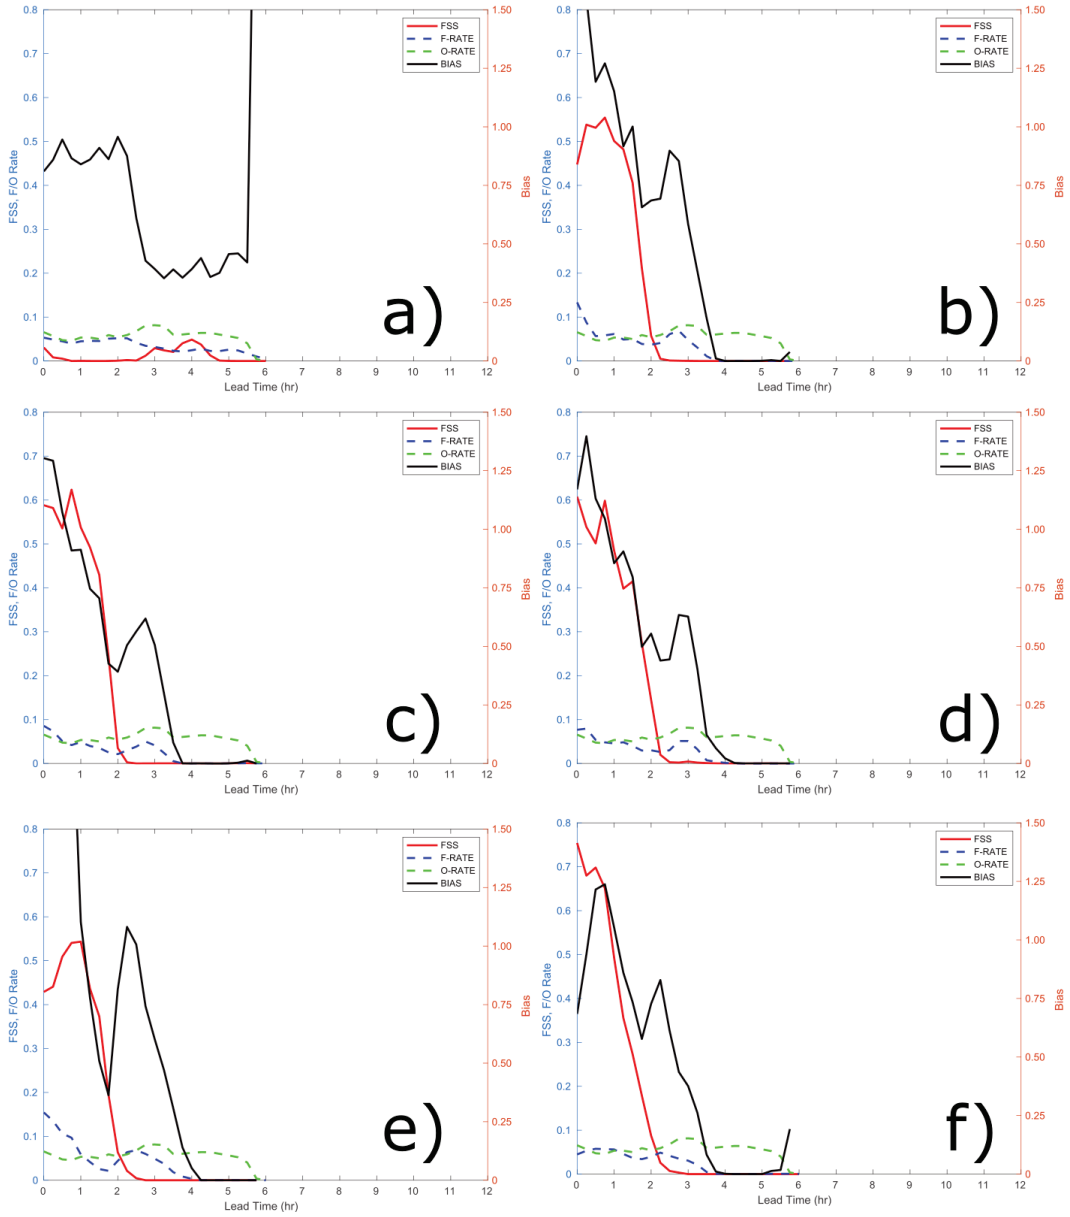 0.8
0.7
0.6
0.5
0.4
0.3
0.2
0.1
0
FSS, F/O Rate
FSS
F-RATE
O-RATE
BIAS
a)
1.50
1.25
1.00
0.75
0.50
0.25
0
Bias
0 1 2 3 4 5 6 7 8 9 10 11 12
Lead Time (hr)
0.8
0.7
0.6
0.5
0.4
0.3
0.2
0.1
0
FSS, F/O Rate
FSS
F-RATE
O-RATE
BIAS
b)
1.50
1.25
1.00
0.75
0.50
0.25
0
Bias
0 1 2 3 4 5 6 7 8 9 10 11 12
Lead Time (hr)
0.8
0.7
0.6
0.5
0.4
0.3
0.2
0.1
0
FSS, F/O Rate
FSS
F-RATE
O-RATE
BIAS
c)
1.50
1.25
1.00
0.75
0.50
0.25
0
Bias
0 1 2 3 4 5 6 7 8 9 10 11 12
Lead Time (hr)
0.8
0.7
0.6
0.5
0.4
0.3
0.2
0.1
0
FSS, F/O Rate
FSS
F-RATE
O-RATE
BIAS
d)
1.50
1.25
1.00
0.75
0.50
0.25
0
Bias
0 1 2 3 4 5 6 7 8 9 10 11 12
Lead Time (hr)
0.8
0.7
0.6
0.5
0.4
0.3
0.2
0.1
0
FSS, F/O Rate
FSS
F-RATE
O-RATE
BIAS
e)
1.50
1.25
1.00
0.75
0.50
0.25
0
Bias
0 1 2 3 4 5 6 7 8 9 10 11 12
Lead Time (hr)
0.8
0.7
0.6
0.5
0.4
0.3
0.2
0.1
0
FSS, F/O Rate
FSS
F-RATE
O-RATE
BIAS
f)
1.50
1.25
1.00
0.75
0.50
0.25
0
Bias
0 1 2 3 4 5 6 7 8 9 10 11 12
Lead Time (hr)